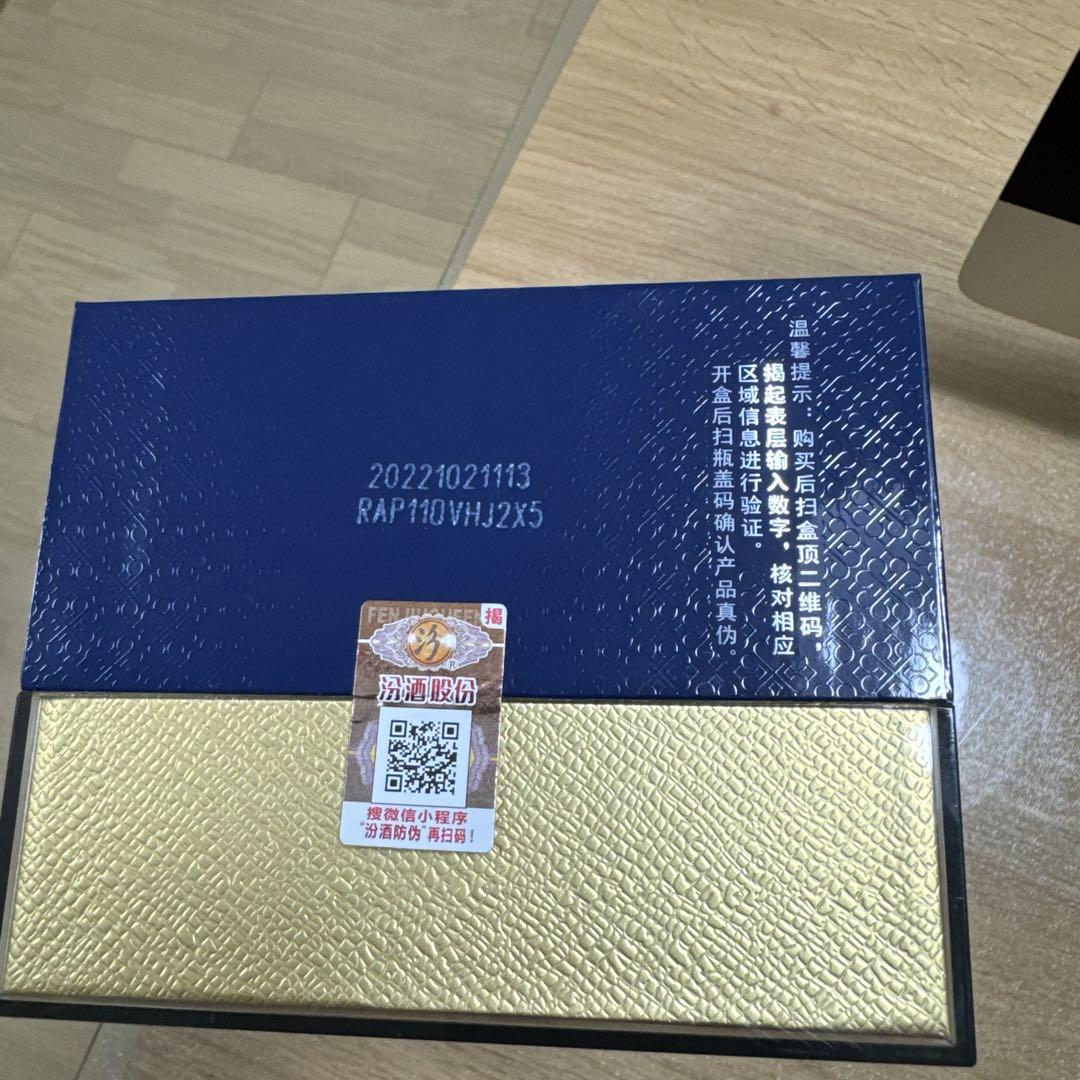 温馨提示：购买后扫盒顶二维码，
揭起表层输入数字，核对相应
区域信息进行验证。
开盒后扫瓶盖码确认产品真伪。
20221021113
RAP110VHJ2X5
揭
汾
®
汾酒股份
搜微信小程序
“汾酒防伪”再扫码！